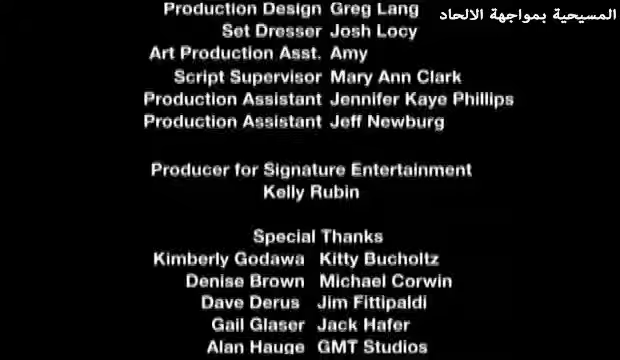 المسيحية بمواجهة الالحاد
Production Design Greg Lang
Set Dresser Josh Locy
Art Production Asst. Amy
Script Supervisor Mary Ann Clark
Production Assistant Jennifer Kaye Phillips
Production Assistant Jeff Newburg
Producer for Signature Entertainment
Kelly Rubin
Special Thanks
Kimberly Godawa Kitty Bucholtz
Denise Brown Michael Corwin
Dave Derus Jim Fittipaldi
Gail Glaser Jack Hafer
Alan Hauge GMT Studios